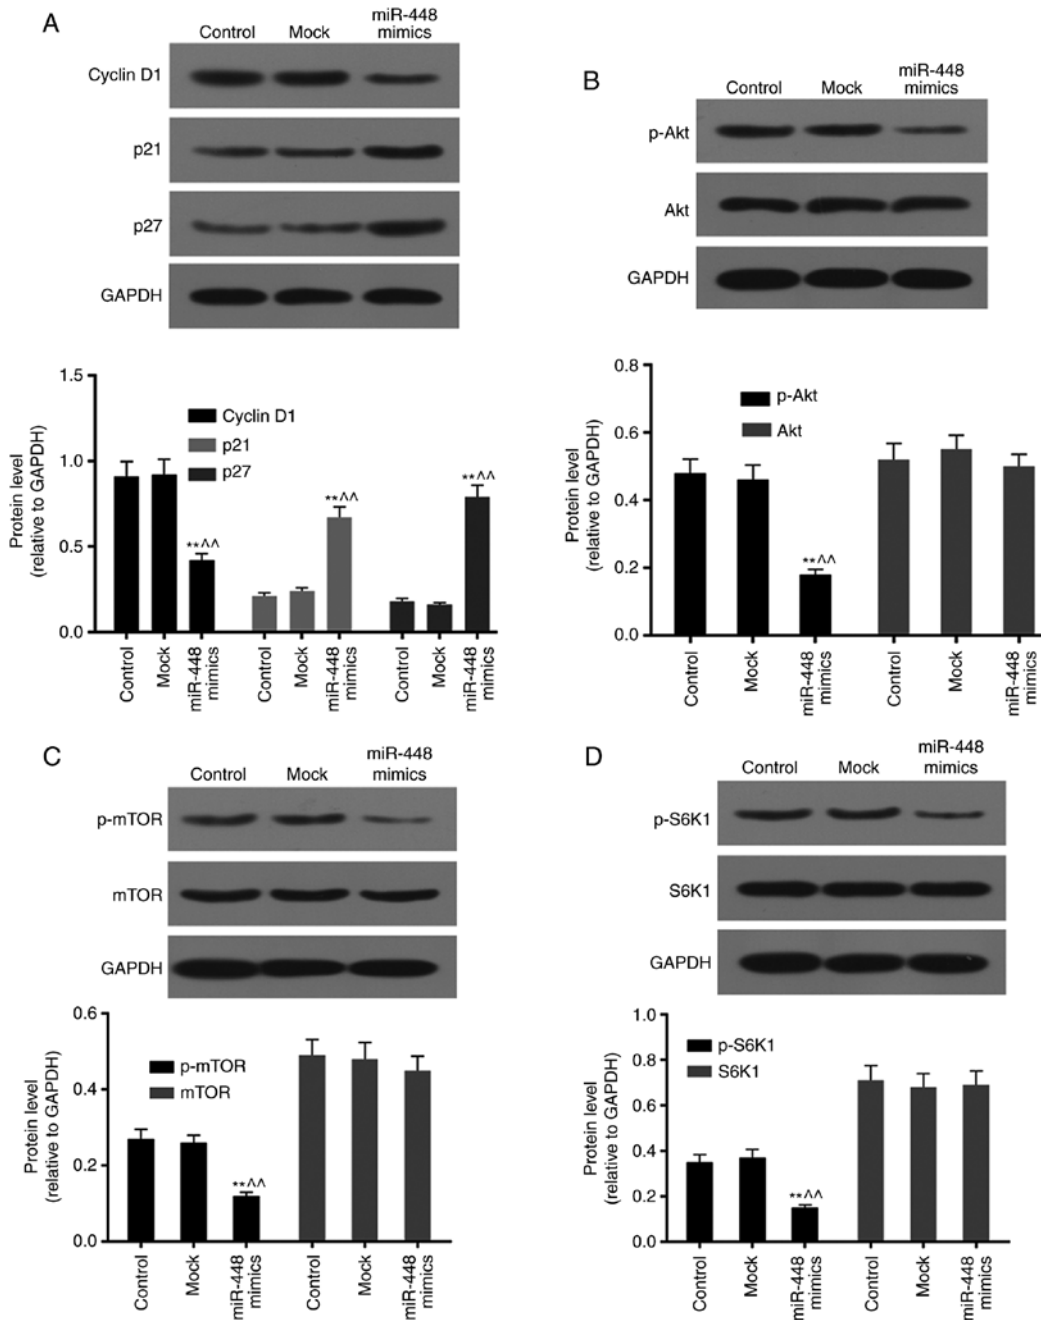 A
Control Mock miR-448 mimics
Cyclin D1
p21
p27
GAPDH
1.5
1.0
0.5
0.0
Protein level
(relative to GAPDH)
Cyclin D1
p21
p27
**^^
**^^
**^^
Control
Mock
miR-448
mimics
Control
Mock
miR-448
mimics
Control
Mock
miR-448
mimics
B
Control Mock miR-448 mimics
p-Akt
Akt
GAPDH
0.8
0.6
0.4
0.2
0.0
Protein level
(relative to GAPDH)
p-Akt
Akt
**^^
Control
Mock
miR-448
mimics
Control
Mock
miR-448
mimics
C
Control Mock miR-448 mimics
p-mTOR
mTOR
GAPDH
0.6
0.4
0.2
0.0
Protein level
(relative to GAPDH)
p-mTOR
mTOR
**^^
Control
Mock
miR-448
mimics
Control
Mock
miR-448
mimics
D
Control Mock miR-448 mimics
p-S6K1
S6K1
GAPDH
1.0
0.8
0.6
0.4
0.2
0.0
Protein level
(relative to GAPDH)
p-S6K1
S6K1
**^^
Control
Mock
miR-448
mimics
Control
Mock
miR-448
mimics